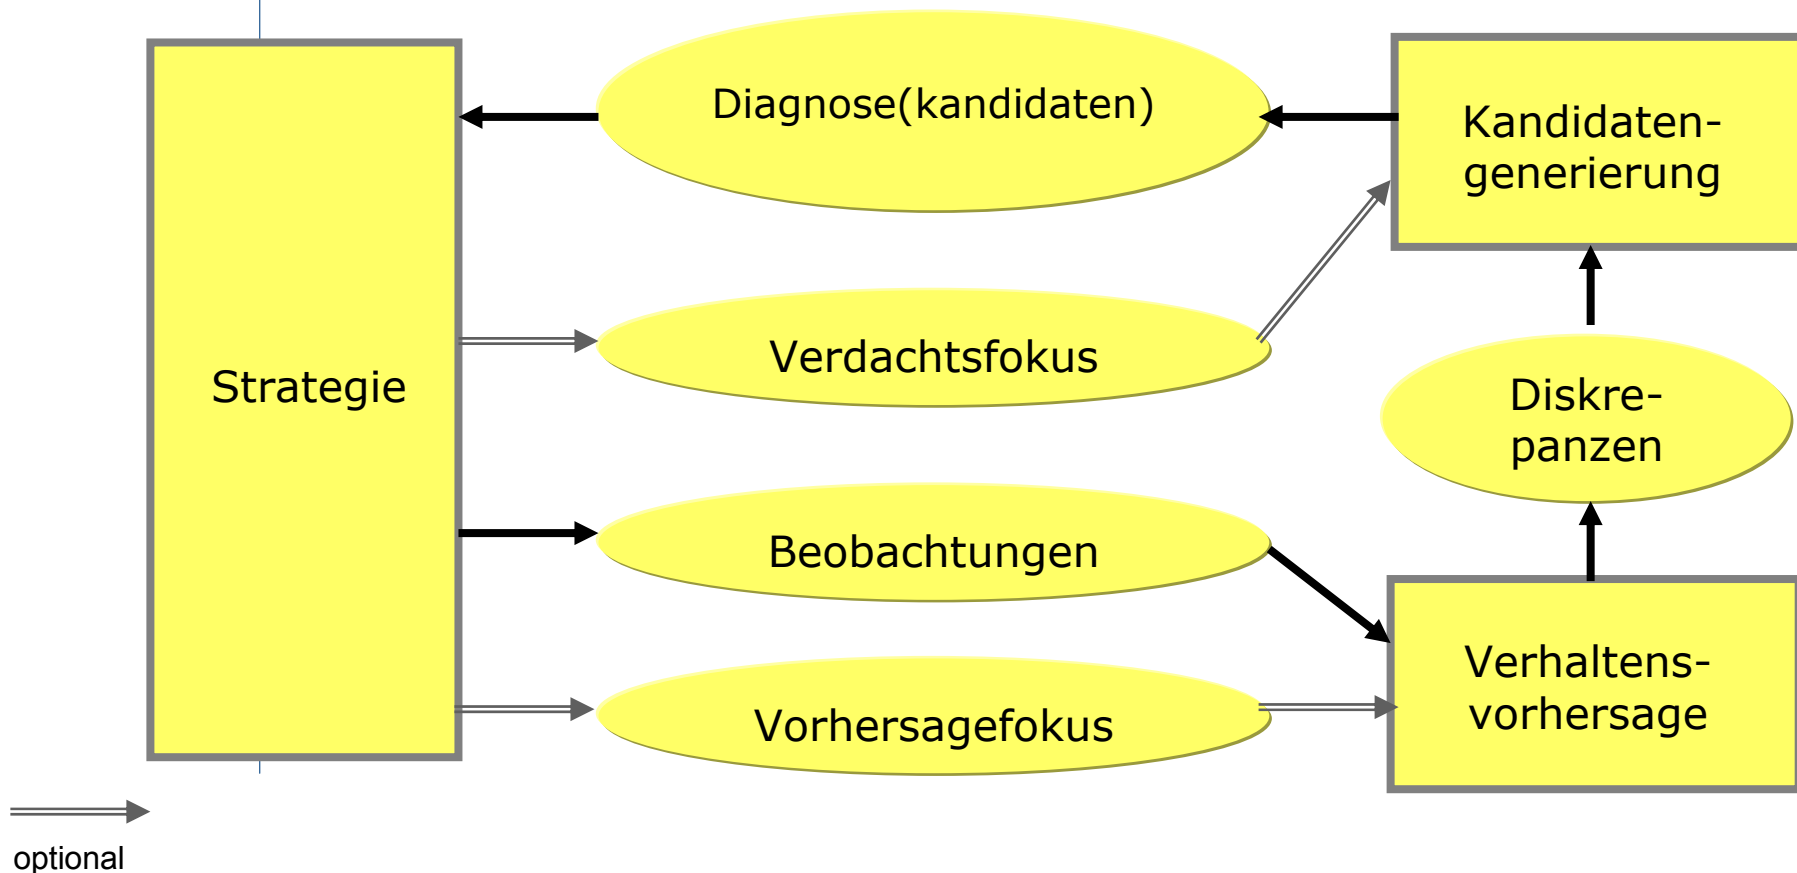 Diagnose(kandidaten)
Kandidaten-
generierung
Verdachtsfokus
Strategie
Diskre-
panzen
Beobachtungen
Verhaltens-
vorhersage
Vorhersagefokus
optional